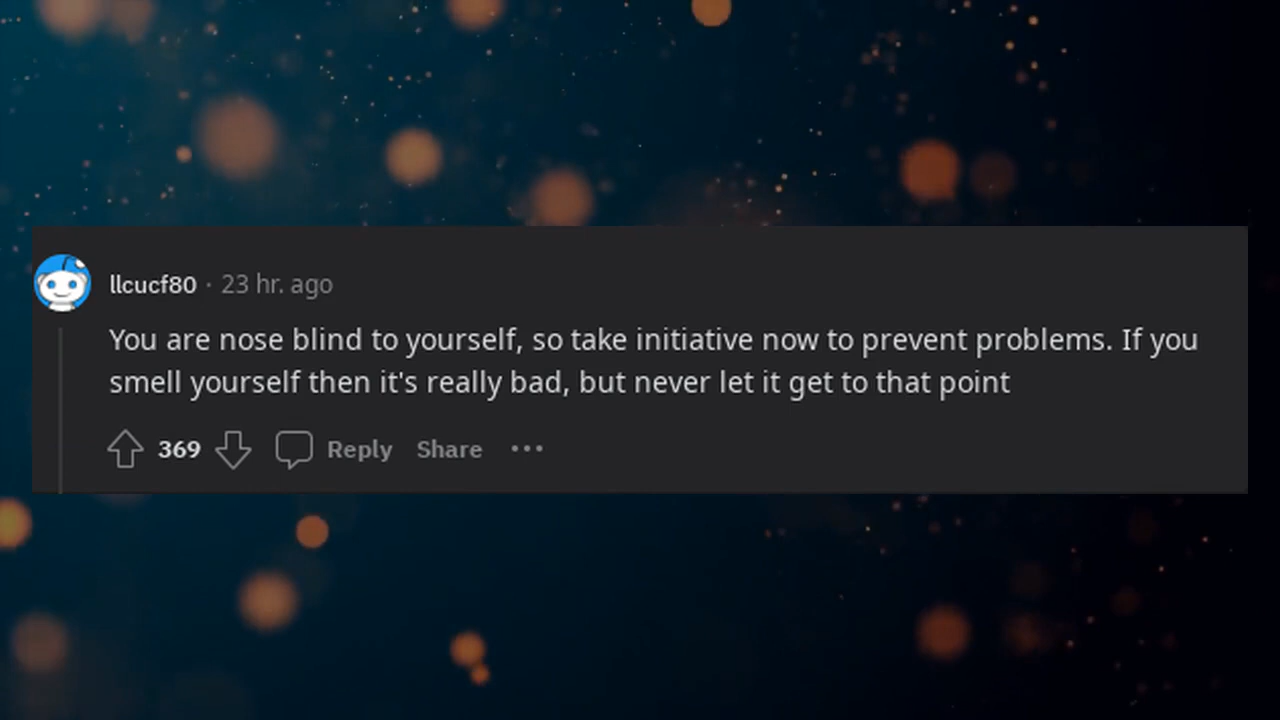 llcucf80 · 23 hr. ago
You are nose blind to yourself, so take initiative now to prevent problems. If you
smell yourself then it's really bad, but never let it get to that point
369 Reply Share ···